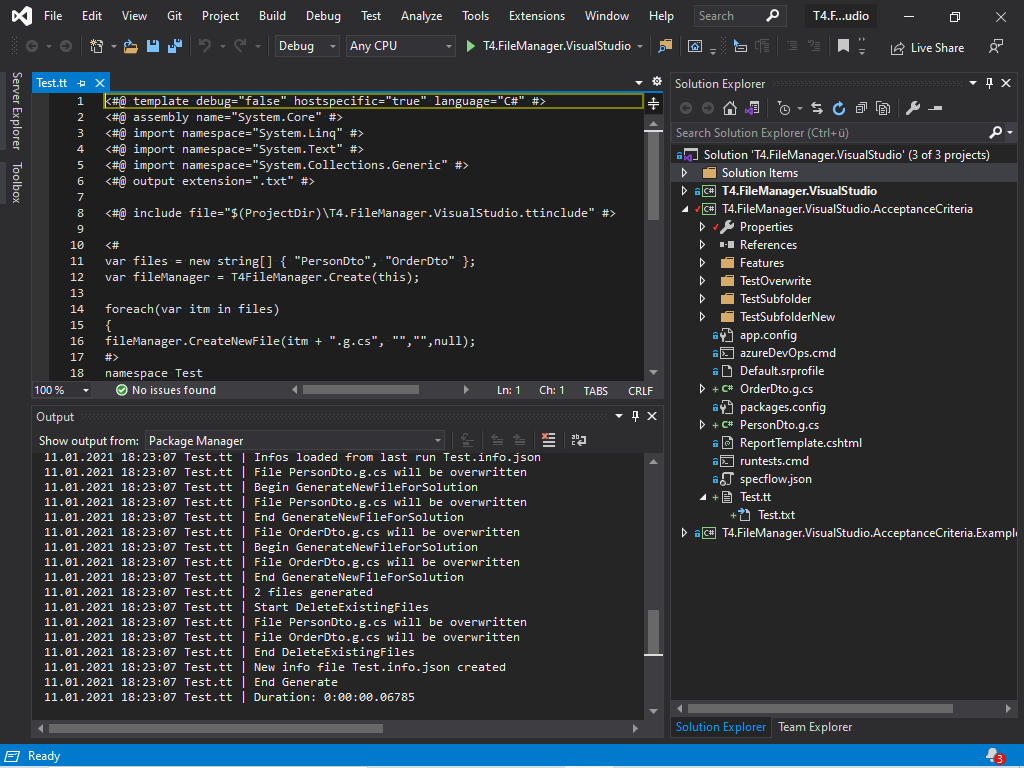 File Edit View Git Project Build Debug Test Analyze Tools Extensions Window Help Search T4.F...udio
Debug Any CPU T4.FileManager.VisualStudio Live Share
Server Explorer
Toolbox
Test.tt
1 <#@ template debug="false" hostspecific="true" language="C#" #>
2 <#@ assembly name="System.Core" #>
3 <#@ import namespace="System.Linq" #>
4 <#@ import namespace="System.Text" #>
5 <#@ import namespace="System.Collections.Generic" #>
6 <#@ output extension=".txt" #>
7
8 <#@ include file="$(ProjectDir)\T4.FileManager.VisualStudio.ttinclude" #>
9
10 <#
11 var files = new string[] { "PersonDto", "OrderDto" };
12 var fileManager = T4FileManager.Create(this);
13
14 foreach(var itm in files)
15 {
16 fileManager.CreateNewFile(itm + ".g.cs", "","",null);
17 #>
18 namespace Test
100 % No issues found Ln: 1 Ch: 1 TABS CRLF
Output
Show output from: Package Manager
11.01.2021 18:23:07 Test.tt | Infos loaded from last run Test.info.json
11.01.2021 18:23:07 Test.tt | File PersonDto.g.cs will be overwritten
11.01.2021 18:23:07 Test.tt | Begin GenerateNewFileForSolution
11.01.2021 18:23:07 Test.tt | File PersonDto.g.cs will be overwritten
11.01.2021 18:23:07 Test.tt | End GenerateNewFileForSolution
11.01.2021 18:23:07 Test.tt | File OrderDto.g.cs will be overwritten
11.01.2021 18:23:07 Test.tt | Begin GenerateNewFileForSolution
11.01.2021 18:23:07 Test.tt | File OrderDto.g.cs will be overwritten
11.01.2021 18:23:07 Test.tt | End GenerateNewFileForSolution
11.01.2021 18:23:07 Test.tt | 2 files generated
11.01.2021 18:23:07 Test.tt | Start DeleteExistingFiles
11.01.2021 18:23:07 Test.tt | File PersonDto.g.cs will be overwritten
11.01.2021 18:23:07 Test.tt | File OrderDto.g.cs will be overwritten
11.01.2021 18:23:07 Test.tt | End DeleteExistingFiles
11.01.2021 18:23:07 Test.tt | New info file Test.info.json created
11.01.2021 18:23:07 Test.tt | End Generate
11.01.2021 18:23:07 Test.tt | Duration: 0:00:00.06785
Solution Explorer
Search Solution Explorer (Ctrl+ü)
Solution 'T4.FileManager.VisualStudio' (3 of 3 projects)
Solution Items
C# T4.FileManager.VisualStudio
C# T4.FileManager.VisualStudio.AcceptanceCriteria
Properties
References
Features
TestOverwrite
TestSubfolder
TestSubfolderNew
app.config
azureDevOps.cmd
Default.srprofile
C# OrderDto.g.cs
packages.config
C# PersonDto.g.cs
ReportTemplate.cshtml
runtests.cmd
specflow.json
Test.tt
Test.txt
C# T4.FileManager.VisualStudio.AcceptanceCriteria.Example
Solution Explorer Team Explorer
Ready 3